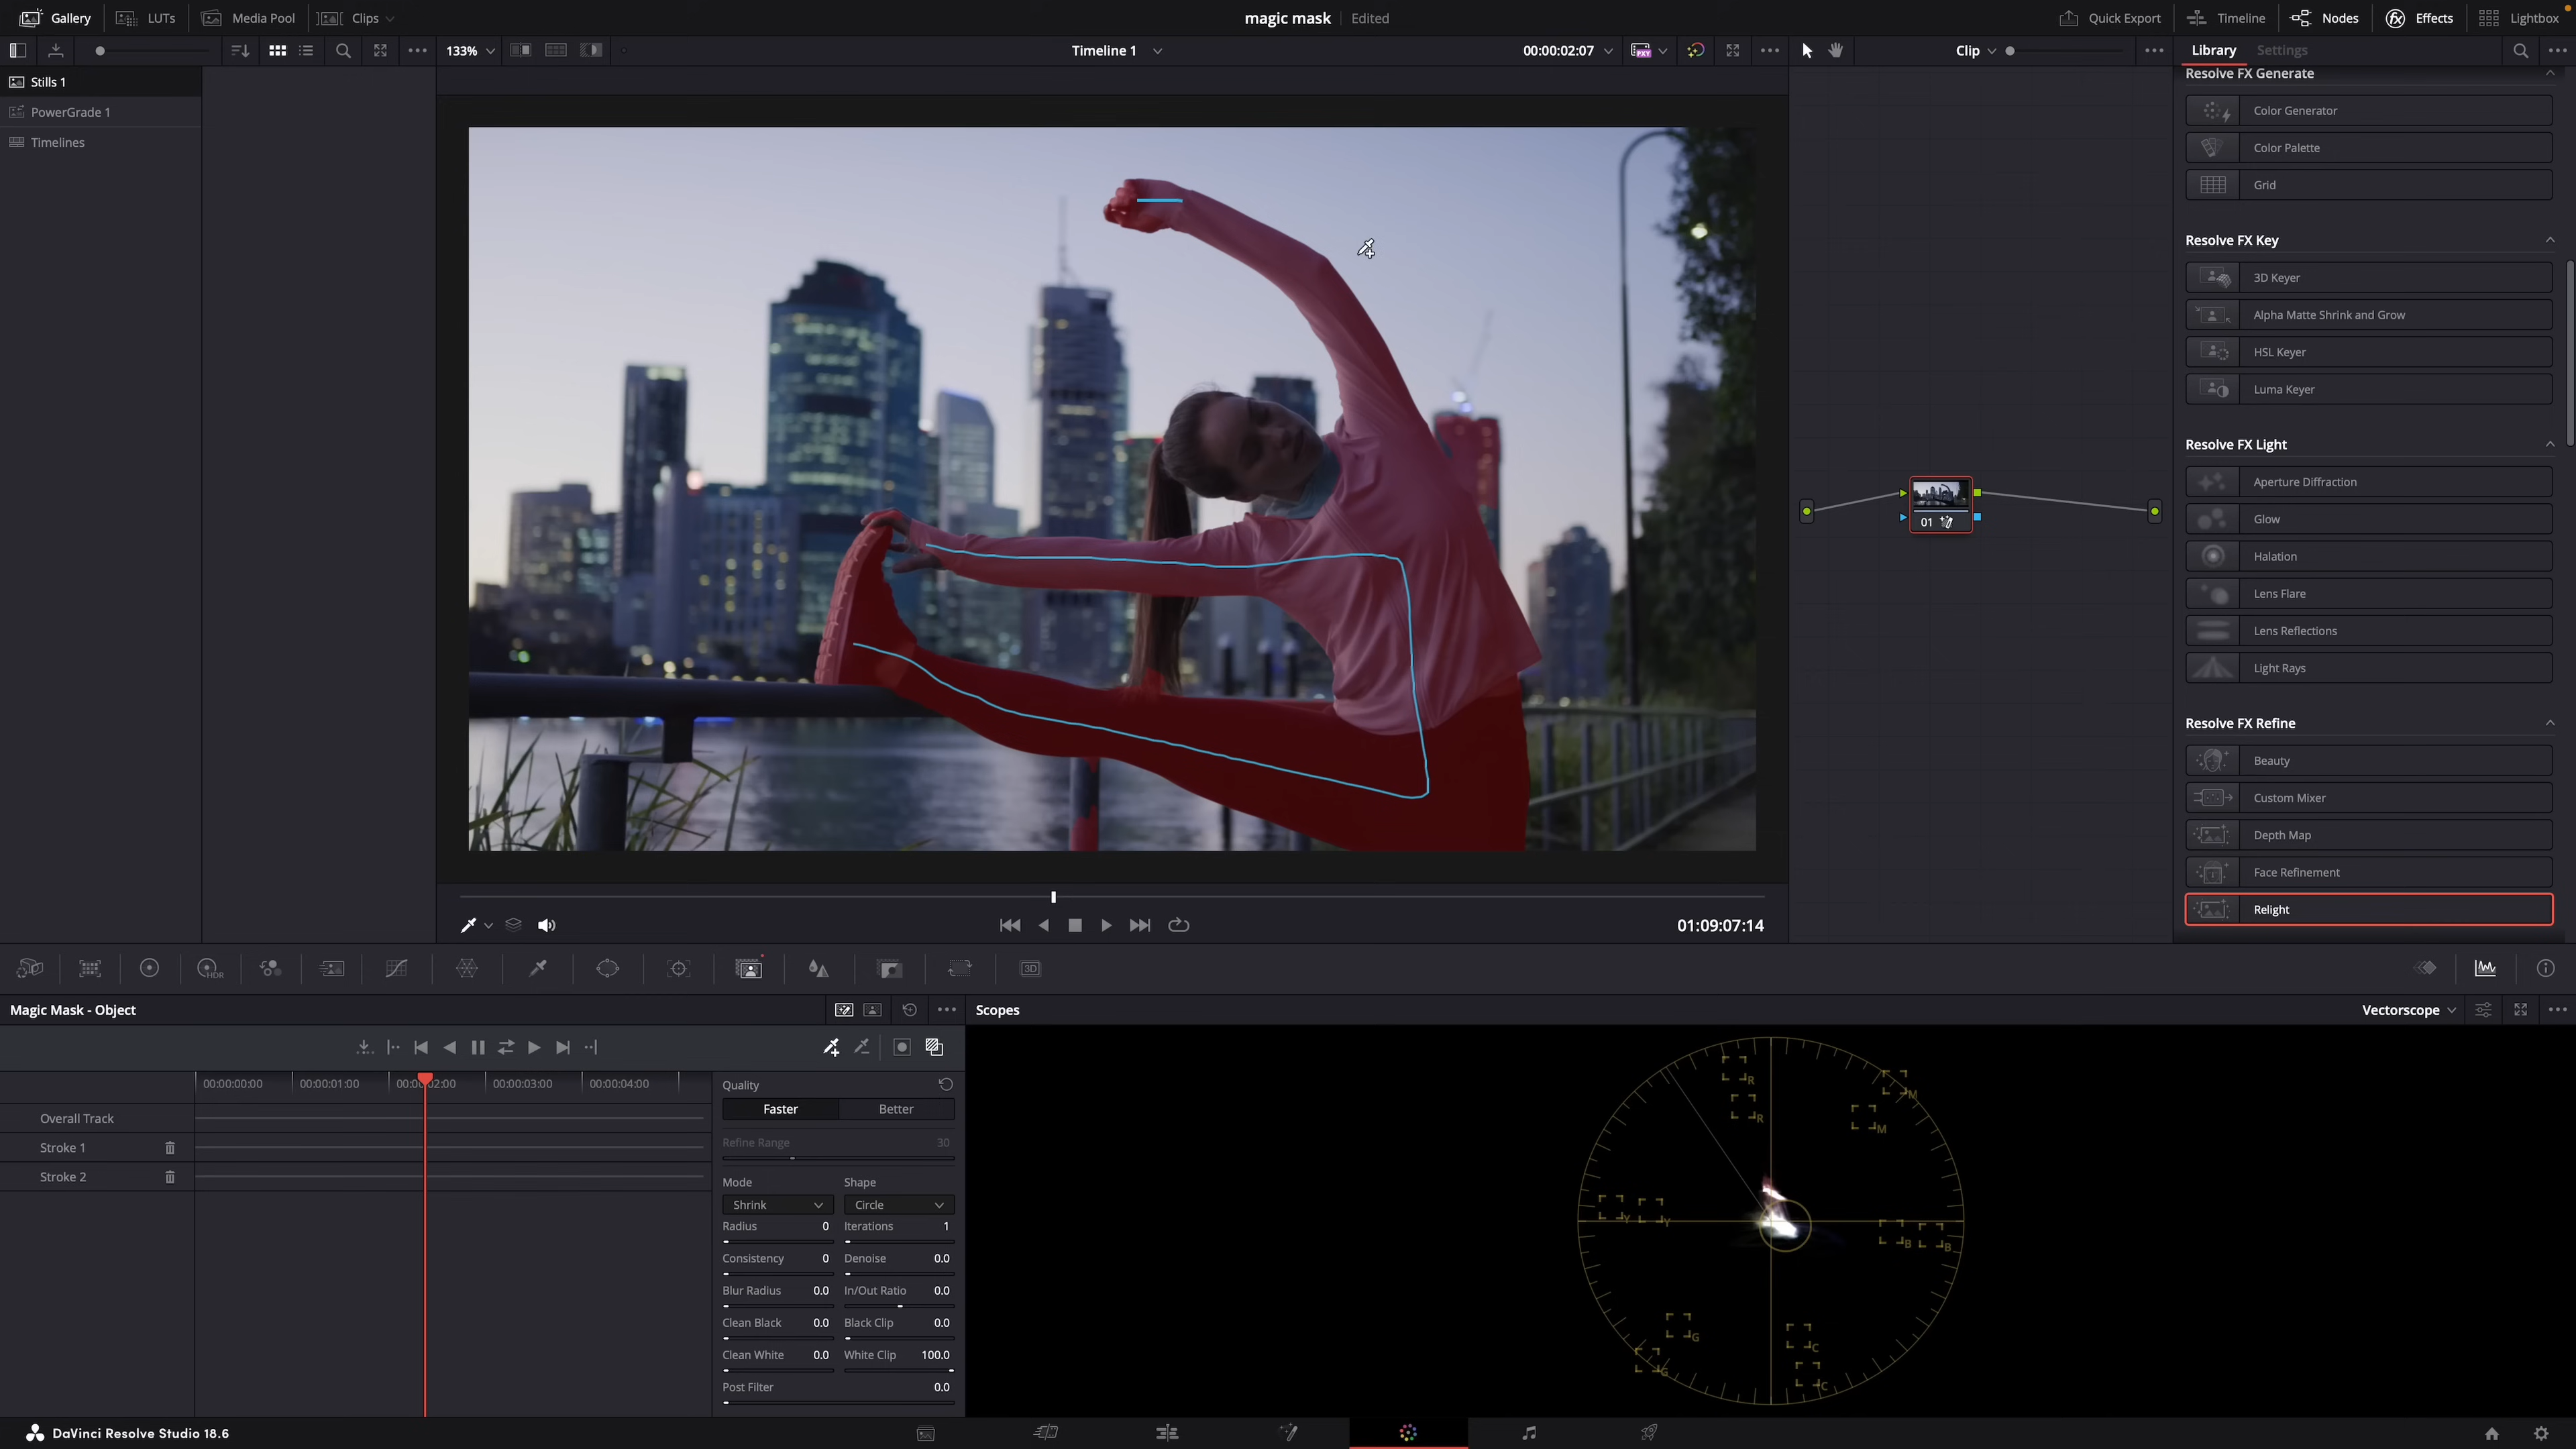 Gallery LUTs Media Pool Clips magic mask Edited Quick Export Timeline Nodes Effects Lightbox
133% Timeline 1 00:00:02:07 PXY Clip Library Settings
Stills 1
PowerGrade 1
Timelines
Resolve FX Generate
Color Generator
Color Palette
Grid
Resolve FX Key
3D Keyer
Alpha Matte Shrink and Grow
HSL Keyer
Luma Keyer
Resolve FX Light
Aperture Diffraction
Glow
01
Halation
Lens Flare
Lens Reflections
Light Rays
Resolve FX Refine
Beauty
Custom Mixer
Depth Map
Face Refinement
Relight
01:09:07:14
HDR 3D
Magic Mask - Object Scopes Vectorscope
00:00:00:00 00:00:01:00 00:00:02:00 00:00:03:00 00:00:04:00
Overall Track
Stroke 1
Stroke 2
Quality
Faster Better
Refine Range 30
Mode Shape
Shrink Circle
Radius 0 Iterations 1
Consistency 0 Denoise 0.0
Blur Radius 0.0 In/Out Ratio 0.0
Clean Black 0.0 Black Clip 0.0
Clean White 0.0 White Clip 100.0
Post Filter 0.0
R
M
R
M
Y Y
B B
G
C
G
C
DaVinci Resolve Studio 18.6